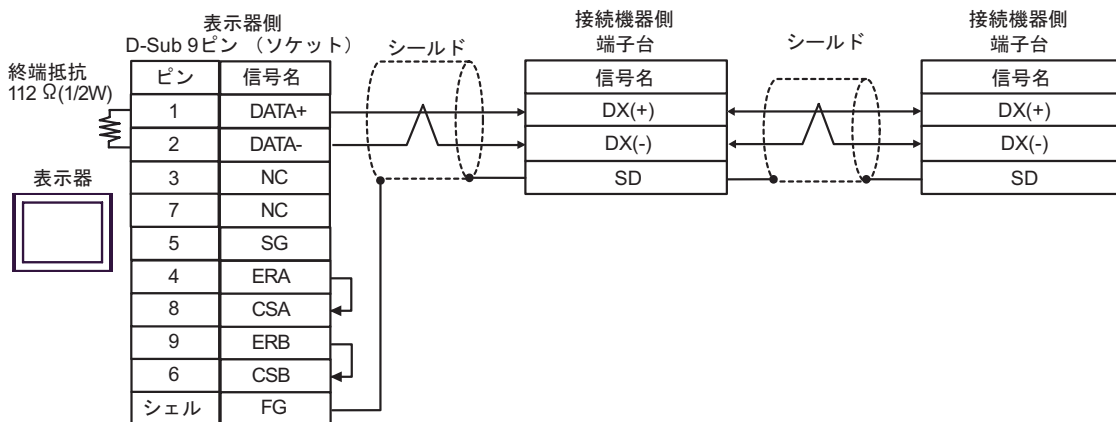 表示器側
D-Sub 9ピン （ソケット）
シールド
接続機器側
端子台
シールド
接続機器側
端子台
終端抵抗
112 Ω(1/2W)
ピン 信号名
1 DATA+
2 DATA-
3 NC
7 NC
5 SG
4 ERA
8 CSA
9 ERB
6 CSB
シェル FG
表示器
信号名
DX(+)
DX(-)
SD
信号名
DX(+)
DX(-)
SD